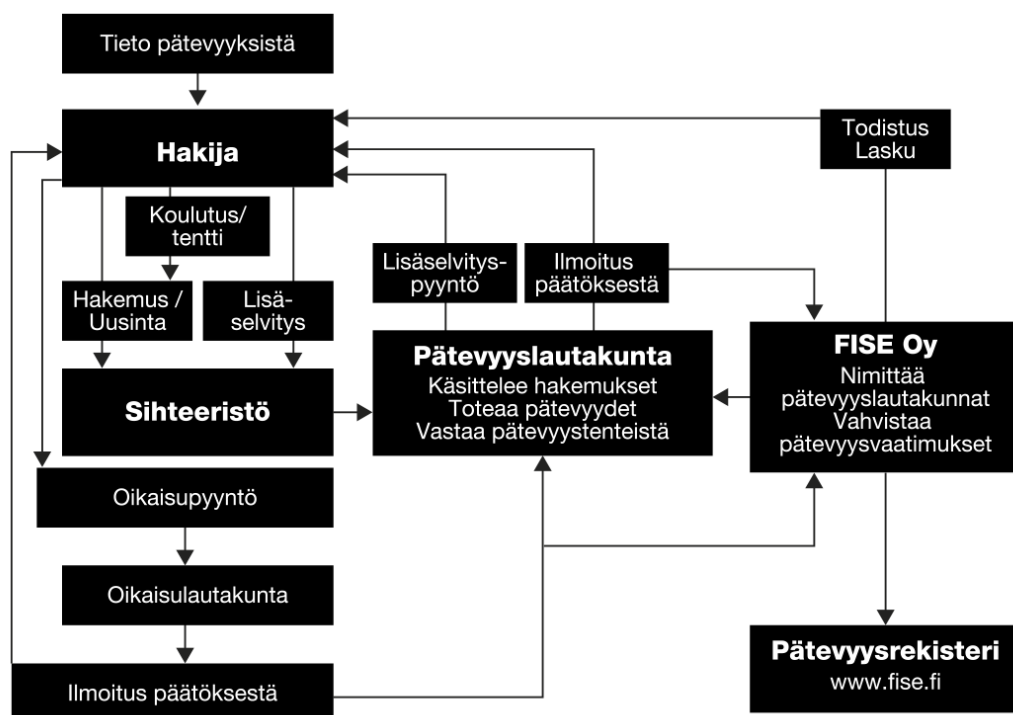 Tieto pätevyyksistä
Hakija
Todistus
Lasku
Koulutus/
tentti
Lisäselvitys-
pyyntö
Ilmoitus
päätöksestä
Hakemus /
Uusinta
Lisä-
selvitys
Sihteeristö
Pätevyyslautakunta
Käsittelee hakemukset
Toteaa pätevyydet
Vastaa pätevyystenteistä
FISE Oy
Nimittää
pätevyyslautakunnat
Vahvistaa
pätevyysvaatimukset
Oikaisupyyntö
Oikaisulautakunta
Ilmoitus päätöksestä
Pätevyysrekisteri
www.fise.fi